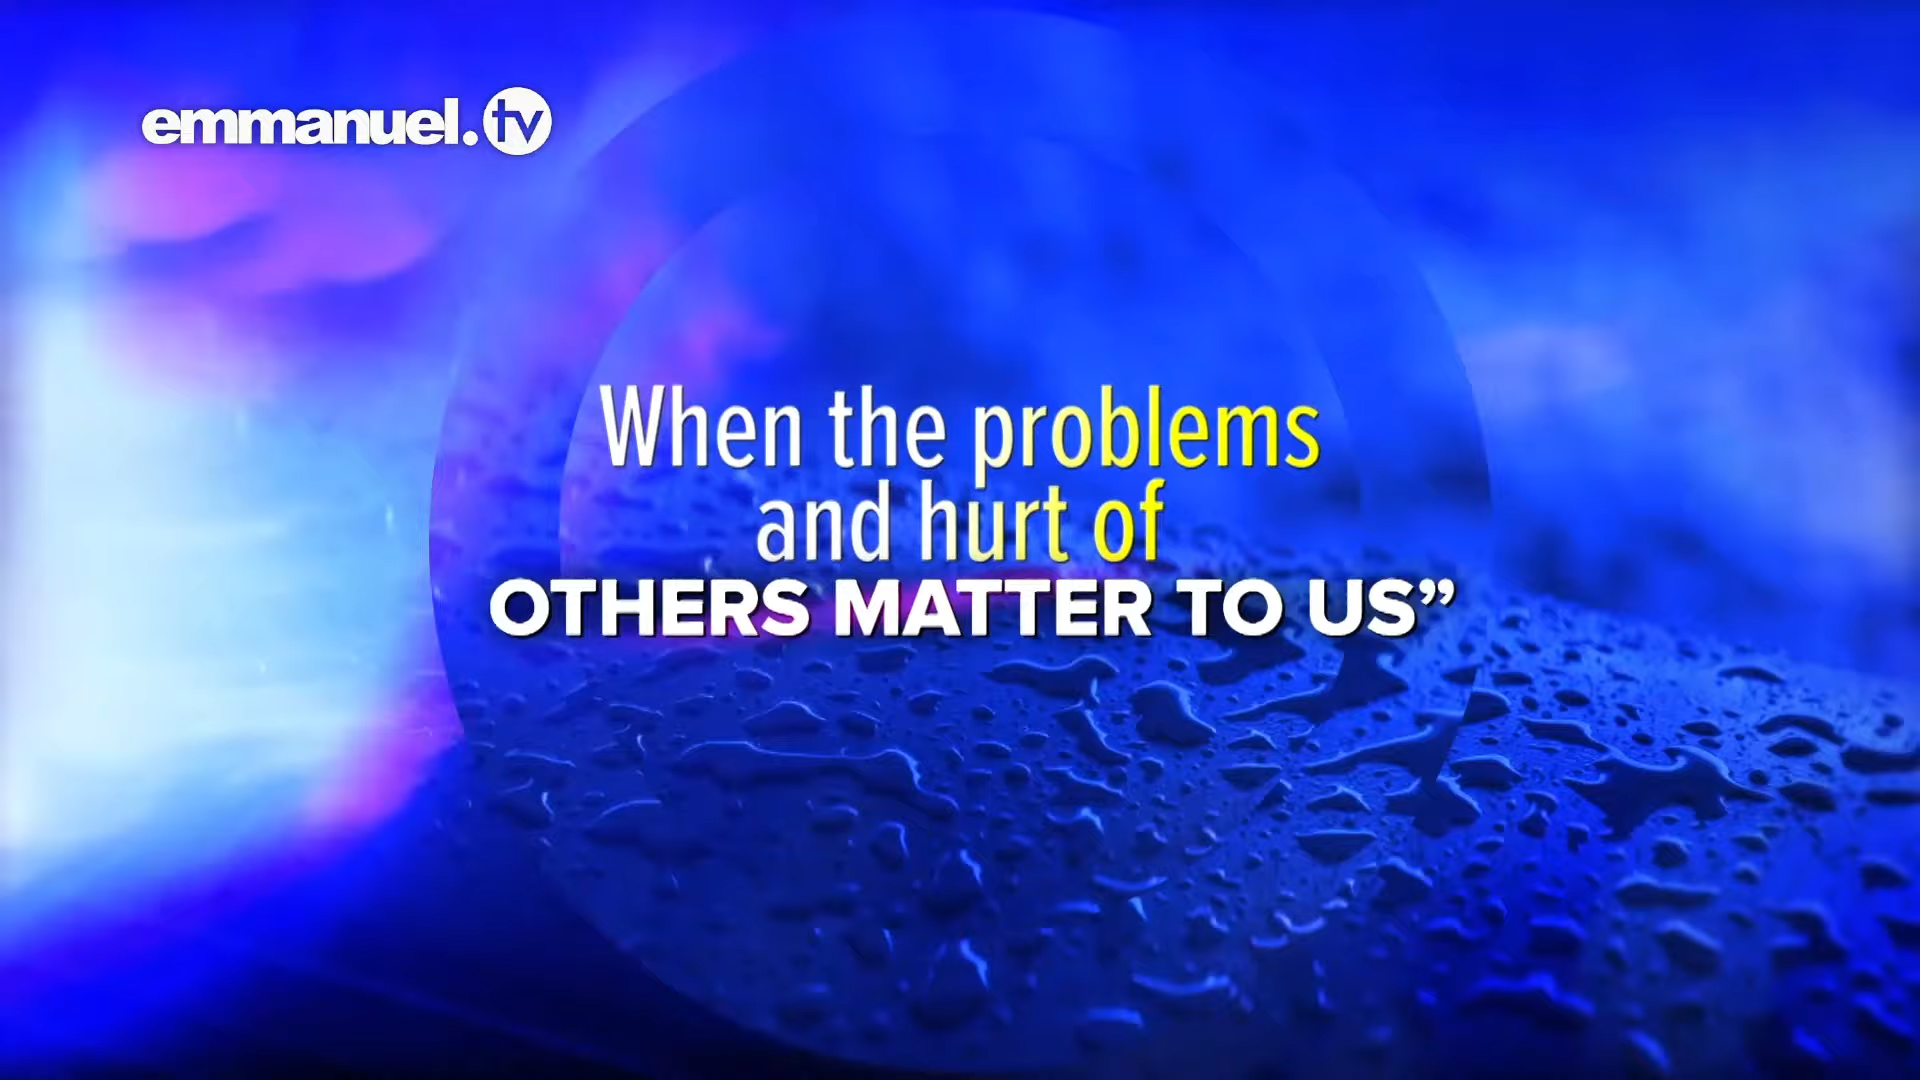 emmanuel.tv
When the problems
and hurt of
OTHERS MATTER TO US”